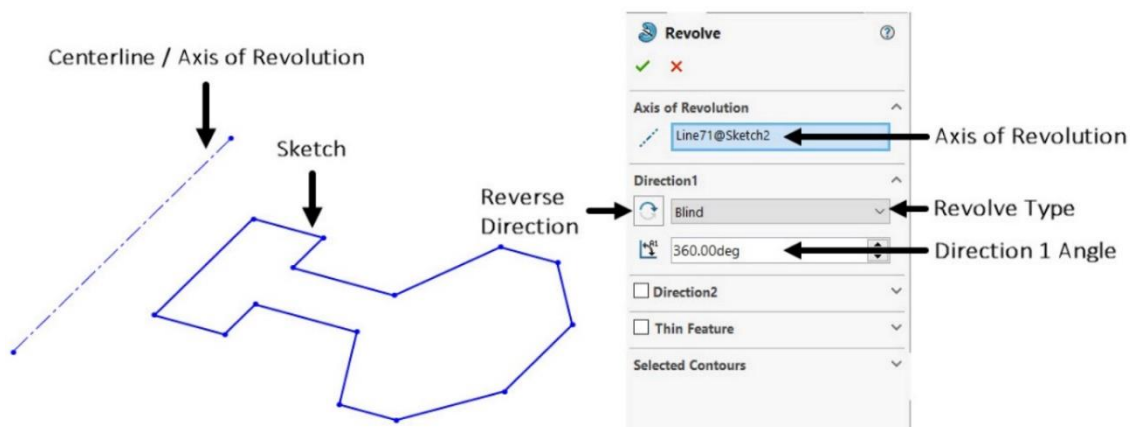 Centerline / Axis of Revolution
Sketch
Reverse
Direction
Revolve
Axis of Revolution
Line71@Sketch2
Axis of Revolution
Direction1
Blind
Revolve Type
A1
360.00deg
Direction 1 Angle
Direction2
Thin Feature
Selected Contours